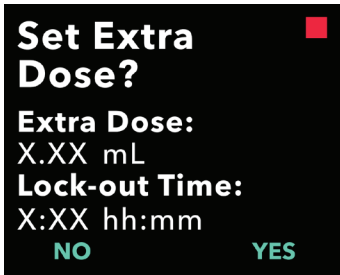 Set Extra
Dose?
Extra Dose:
X.XX mL
Lock-out Time:
X:XX hh:mm
NO YES